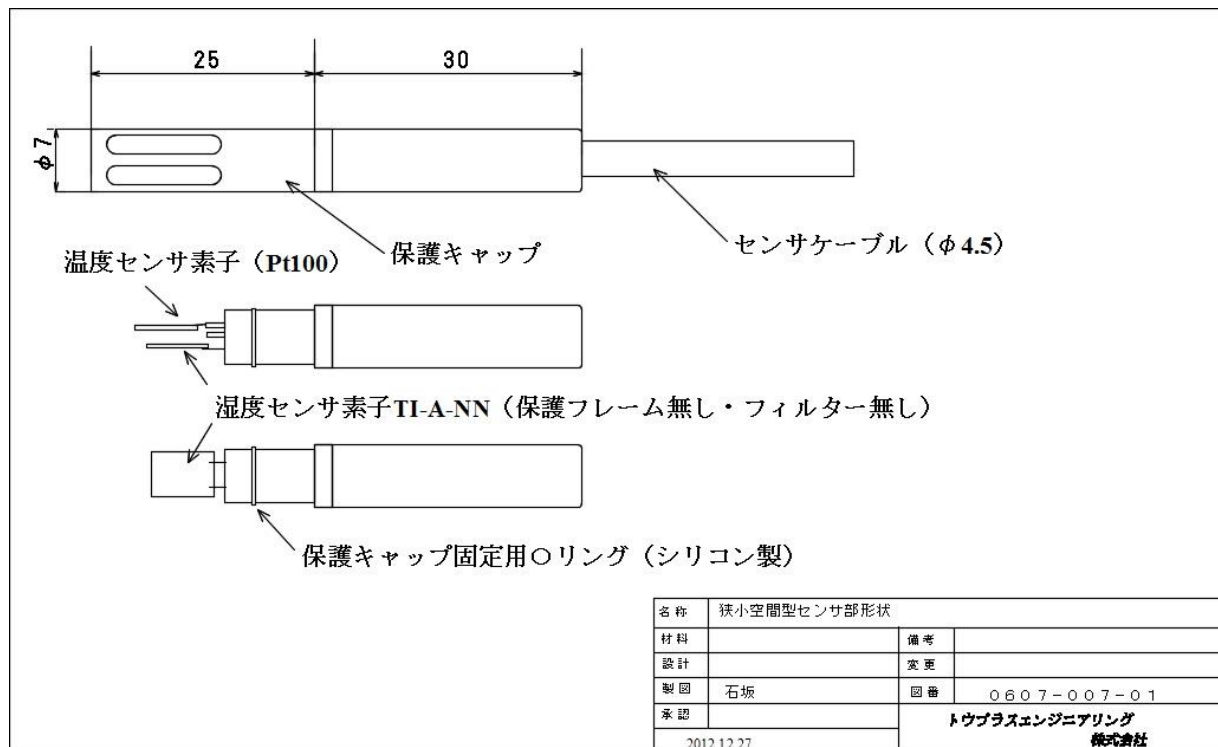 25
30
φ7
センサケーブル（φ4.5）
保護キャップ
温度センサ素子（Pt100）
湿度センサ素子TI-A-NN（保護フレーム無し・フィルター無し）
保護キャップ固定用Oリング（シリコン製）
名称 狭小空間型センサ部形状
材料 備考
設計 変更
製図 石坂 図番 0607-007-01
承認 トウプラスエンジニアリング
株式会社
2012.12.27